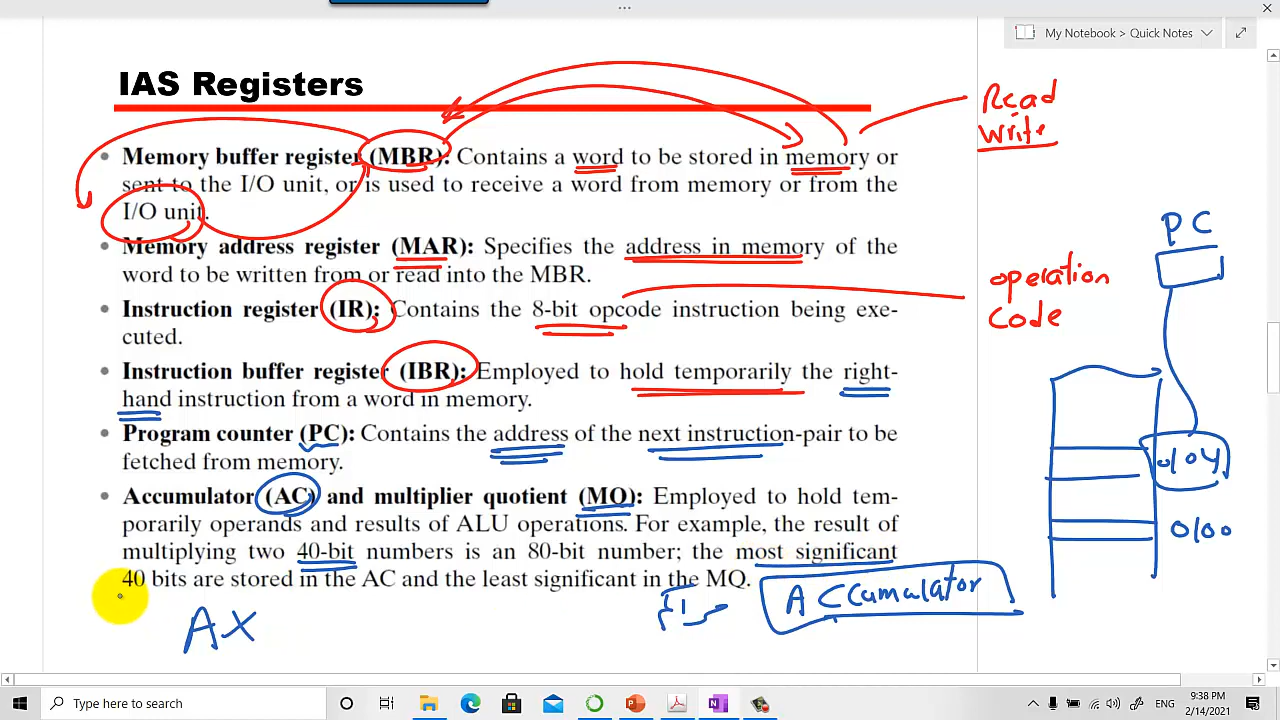 My Notebook > Quick Notes
IAS Registers
• Memory buffer register (MBR): Contains a word to be stored in memory or
sent to the I/O unit, or is used to receive a word from memory or from the
I/O unit.
• Memory address register (MAR): Specifies the address in memory of the
word to be written from or read into the MBR.
• Instruction register (IR): Contains the 8-bit opcode instruction being exe-
cuted.
• Instruction buffer register (IBR): Employed to hold temporarily the right-
hand instruction from a word in memory.
• Program counter (PC): Contains the address of the next instruction-pair to be
fetched from memory.
• Accumulator (AC) and multiplier quotient (MQ): Employed to hold tem-
porarily operands and results of ALU operations. For example, the result of
multiplying two 40-bit numbers is an 80-bit number; the most significant
40 bits are stored in the AC and the least significant in the MQ.
Read
Write
PC
operation
Code
0104
0100
ACCumulator
AX
Type here to search
ENG
9:38 PM
2/14/2021